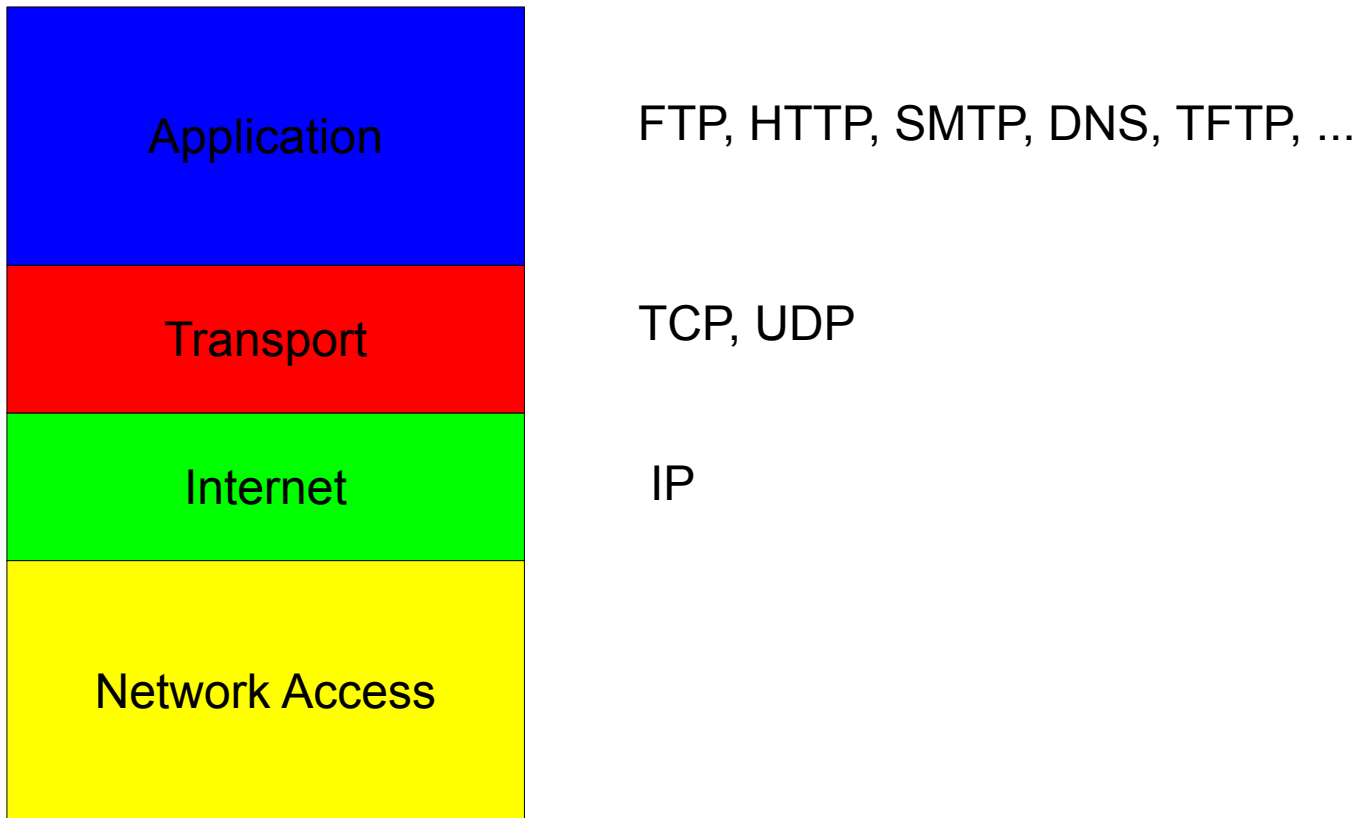 Application
FTP, HTTP, SMTP, DNS, TFTP, ...
Transport
TCP, UDP
Internet
IP
Network Access